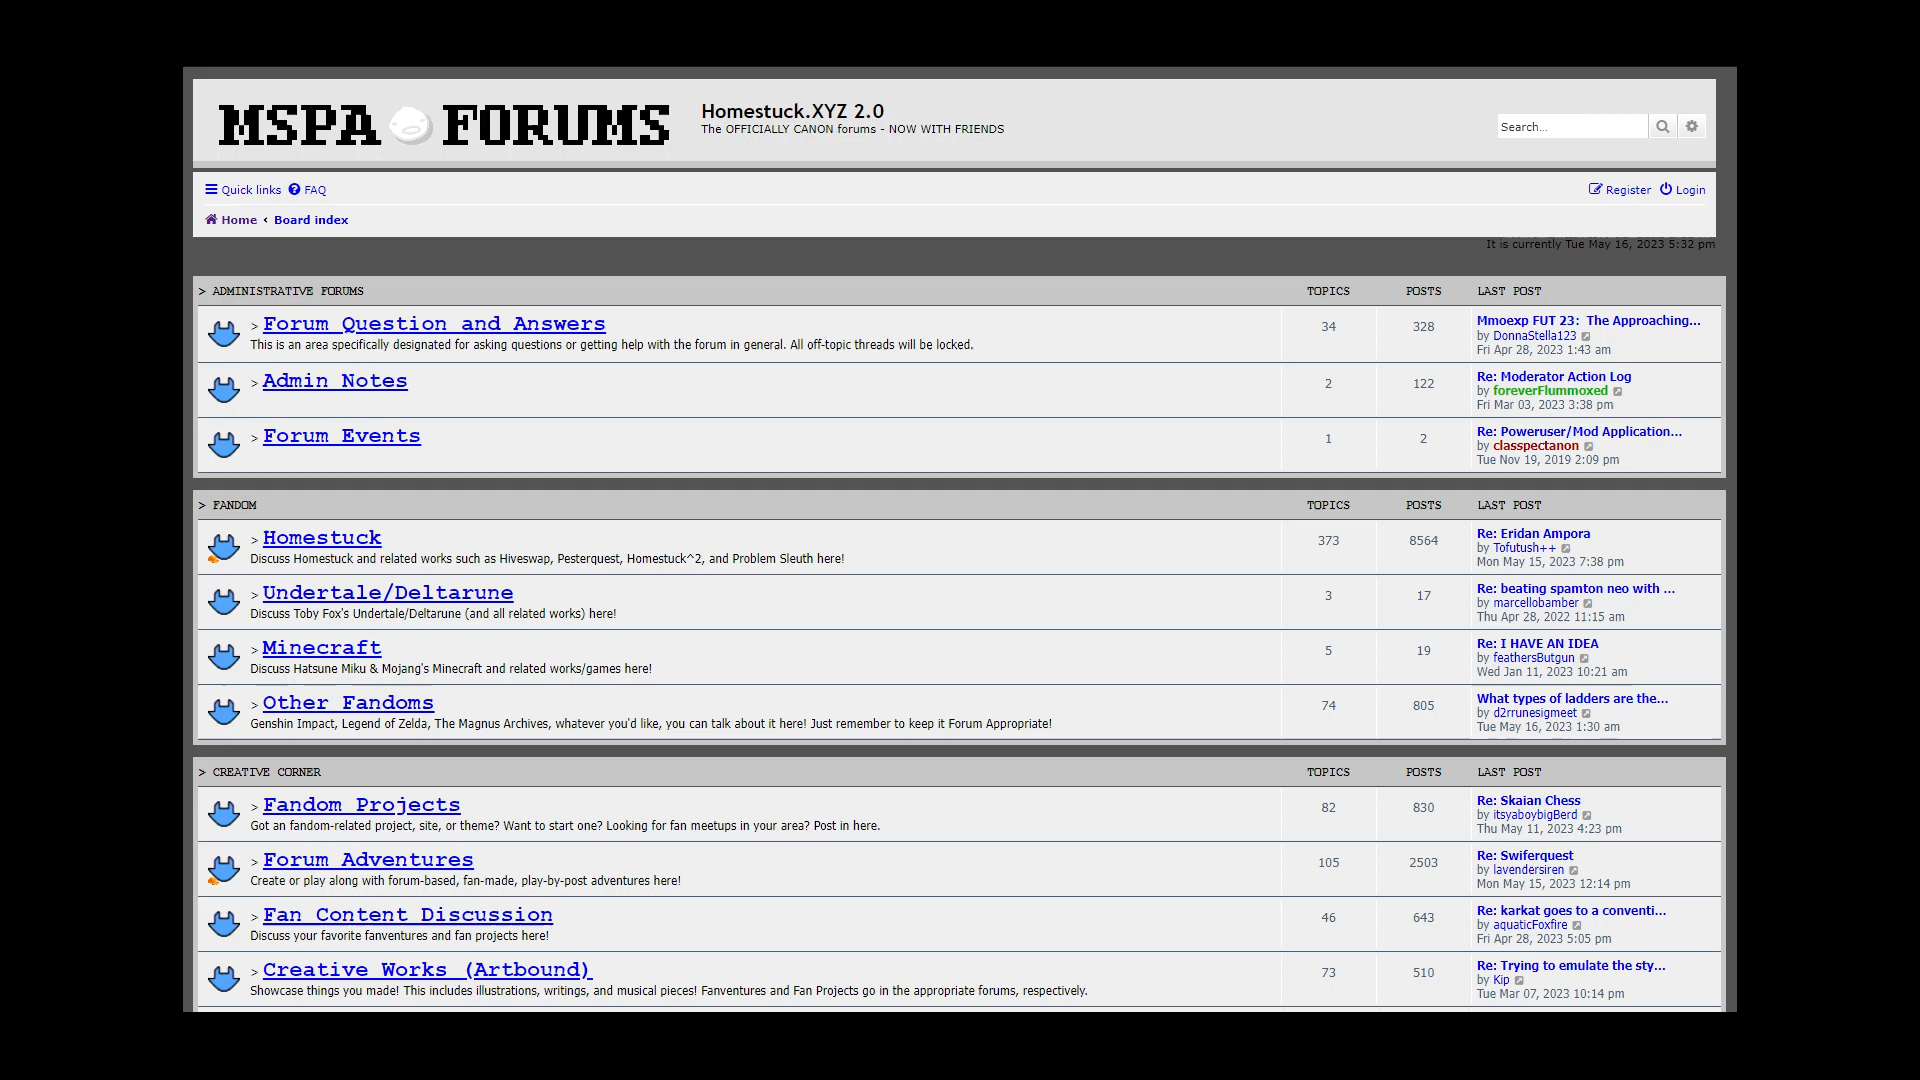 MSPA FORUMS
Homestuck.XYZ 2.0
The OFFICIALLY CANON forums - NOW WITH FRIENDS
Search...
Quick links FAQ
Register Login
Home ‹ Board index
It is currently Tue May 16, 2023 5:32 pm
> ADMINISTRATIVE FORUMS TOPICS POSTS LAST POST
> Forum Question and Answers 34 328 Mmoexp FUT 23: The Approaching...
This is an area specifically designated for asking questions or getting help with the forum in general. All off-topic threads will be locked.
by DonnaStella123
Fri Apr 28, 2023 1:43 am
> Admin Notes 2 122 Re: Moderator Action Log
by foreverFlummoxed
Fri Mar 03, 2023 3:38 pm
> Forum Events 1 2 Re: Poweruser/Mod Application...
by classpectanon
Tue Nov 19, 2019 2:09 pm
> FANDOM TOPICS POSTS LAST POST
> Homestuck 373 8564 Re: Eridan Ampora
Discuss Homestuck and related works such as Hiveswap, Pesterquest, Homestuck^2, and Problem Sleuth here!
by Tofutush++
Mon May 15, 2023 7:38 pm
> Undertale/Deltarune 3 17 Re: beating spamton neo with ...
Discuss Toby Fox's Undertale/Deltarune (and all related works) here!
by marcellobamber
Thu Apr 28, 2022 11:15 am
> Minecraft 5 19 Re: I HAVE AN IDEA
Discuss Hatsune Miku & Mojang's Minecraft and related works/games here!
by feathersButgun
Wed Jan 11, 2023 10:21 am
> Other Fandoms 74 805 What types of ladders are the...
Genshin Impact, Legend of Zelda, The Magnus Archives, whatever you'd like, you can talk about it here! Just remember to keep it Forum Appropriate!
by d2rrunesigmeet
Tue May 16, 2023 1:30 am
> CREATIVE CORNER TOPICS POSTS LAST POST
> Fandom Projects 82 830 Re: Skaian Chess
Got an fandom-related project, site, or theme? Want to start one? Looking for fan meetups in your area? Post in here.
by itsyaboybigBerd
Thu May 11, 2023 4:23 pm
> Forum Adventures 105 2503 Re: Swiferquest
Create or play along with forum-based, fan-made, play-by-post adventures here!
by lavendersiren
Mon May 15, 2023 12:14 pm
> Fan Content Discussion 46 643 Re: karkat goes to a conventi...
Discuss your favorite fanventures and fan projects here!
by aquaticFoxfire
Fri Apr 28, 2023 5:05 pm
> Creative Works (Artbound) 73 510 Re: Trying to emulate the sty...
Showcase things you made! This includes illustrations, writings, and musical pieces! Fanventures and Fan Projects go in the appropriate forums, respectively.
by Kip
Tue Mar 07, 2023 10:14 pm